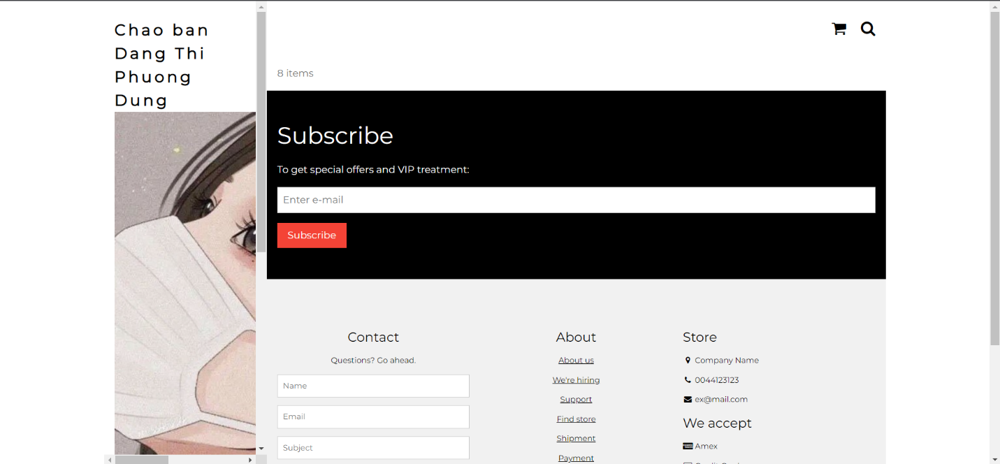 Chao ban
Dang Thi
Phuong
Dung
8 items
Subscribe
To get special offers and VIP treatment:
Enter e-mail
Subscribe
Contact
Questions? Go ahead.
Name
Email
Subject
About
About us
We're hiring
Support
Find store
Shipment
Payment
Store
Company Name
0044123123
ex@mail.com
We accept
Amex